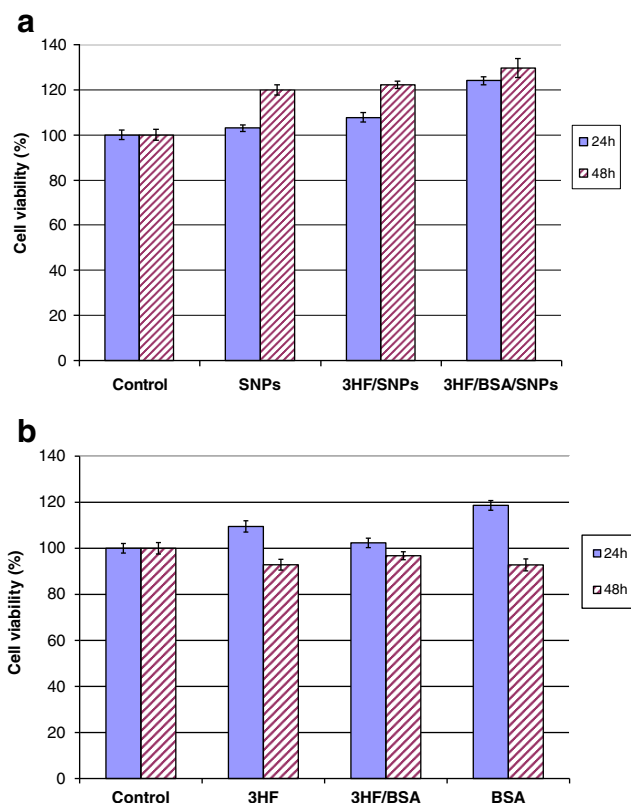 a
140
120
100
80
60
40
20
0
Cell viability (%)
Control SNPs 3HF/SNPs 3HF/BSA/SNPs
24h
48h
b
140
120
100
80
60
40
20
0
Cell viability (%)
Control 3HF 3HF/BSA BSA
24h
48h